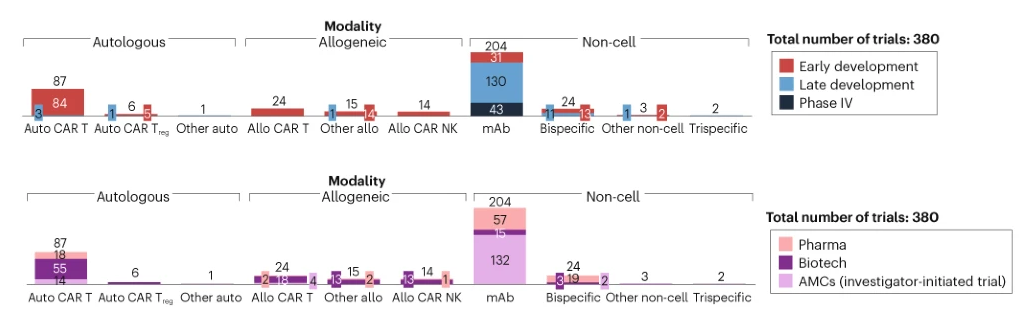 Modality
Autologous Allogeneic Non-cell
Total number of trials: 380
Early development
Late development
Phase IV
87 6 1 24 15 14 204 24 3 2
3 84 1 5 1 14 31 130 43 11 13 1 2
Auto CAR T Auto CAR Treg Other auto Allo CAR T Other allo Allo CAR NK mAb Bispecific Other non-cell Trispecific
Modality
Autologous Allogeneic Non-cell
Total number of trials: 380
Pharma
Biotech
AMCs (investigator-initiated trial)
87 6 1 24 15 14 204 24 3 2
18 55 14 2 18 4 13 2 13 1 57 15 132 3 19 2
Auto CAR T Auto CAR Treg Other auto Allo CAR T Other allo Allo CAR NK mAb Bispecific Other non-cell Trispecific